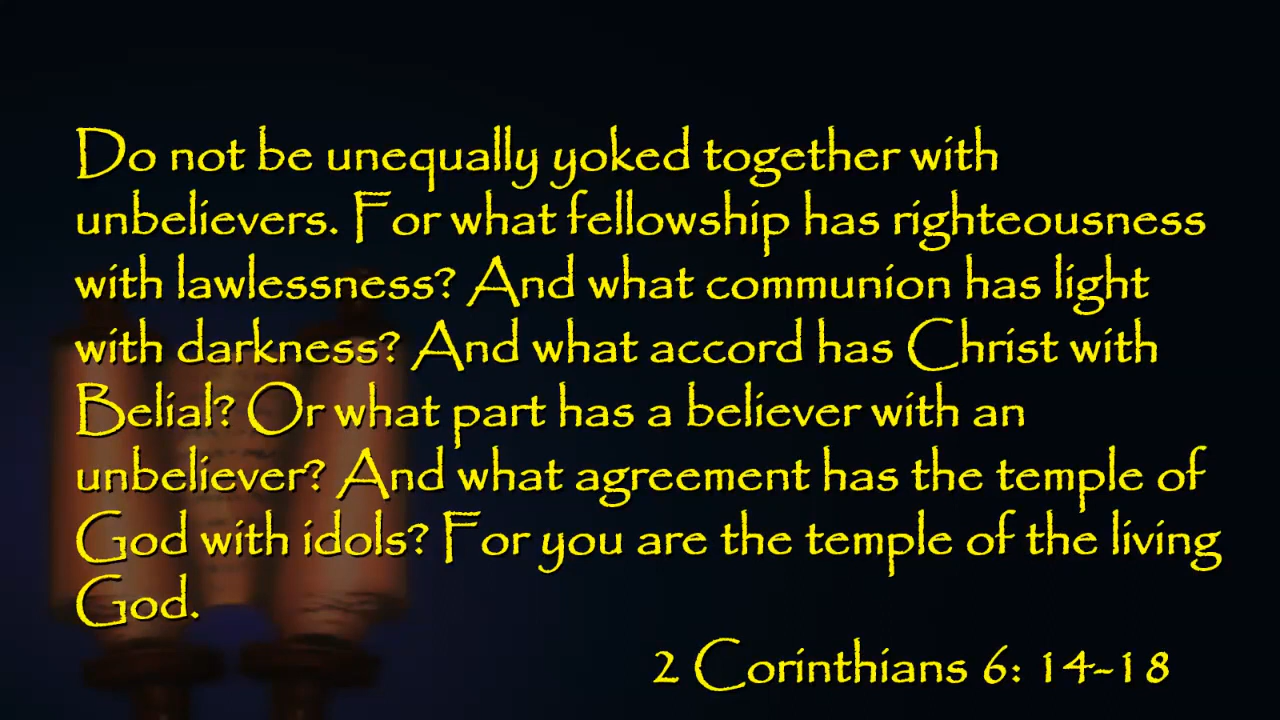 Do not be unequally yoked together with
unbelievers. For what fellowship has righteousness
with lawlessness? And what communion has light
with darkness? And what accord has Christ with
Belial? Or what part has a believer with an
unbeliever? And what agreement has the temple of
God with idols? For you are the temple of the living
God.
2 Corinthians 6: 14-18